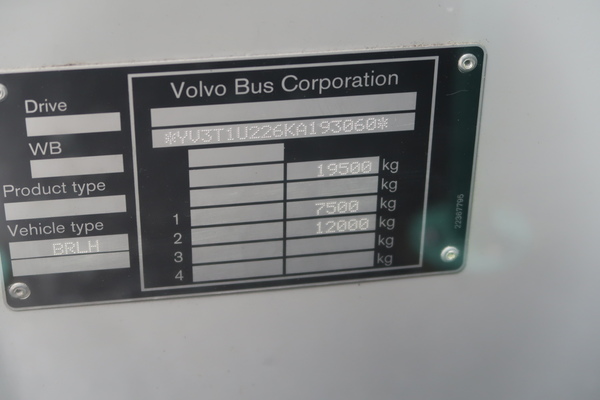 Volvo Bus Corporation
Drive
*YV3T1U226KA193060*
WB
19500 kg
kg
Product type
1 7500 kg
Vehicle type
2 12000 kg
BRLH
3 kg
4 kg
22307795